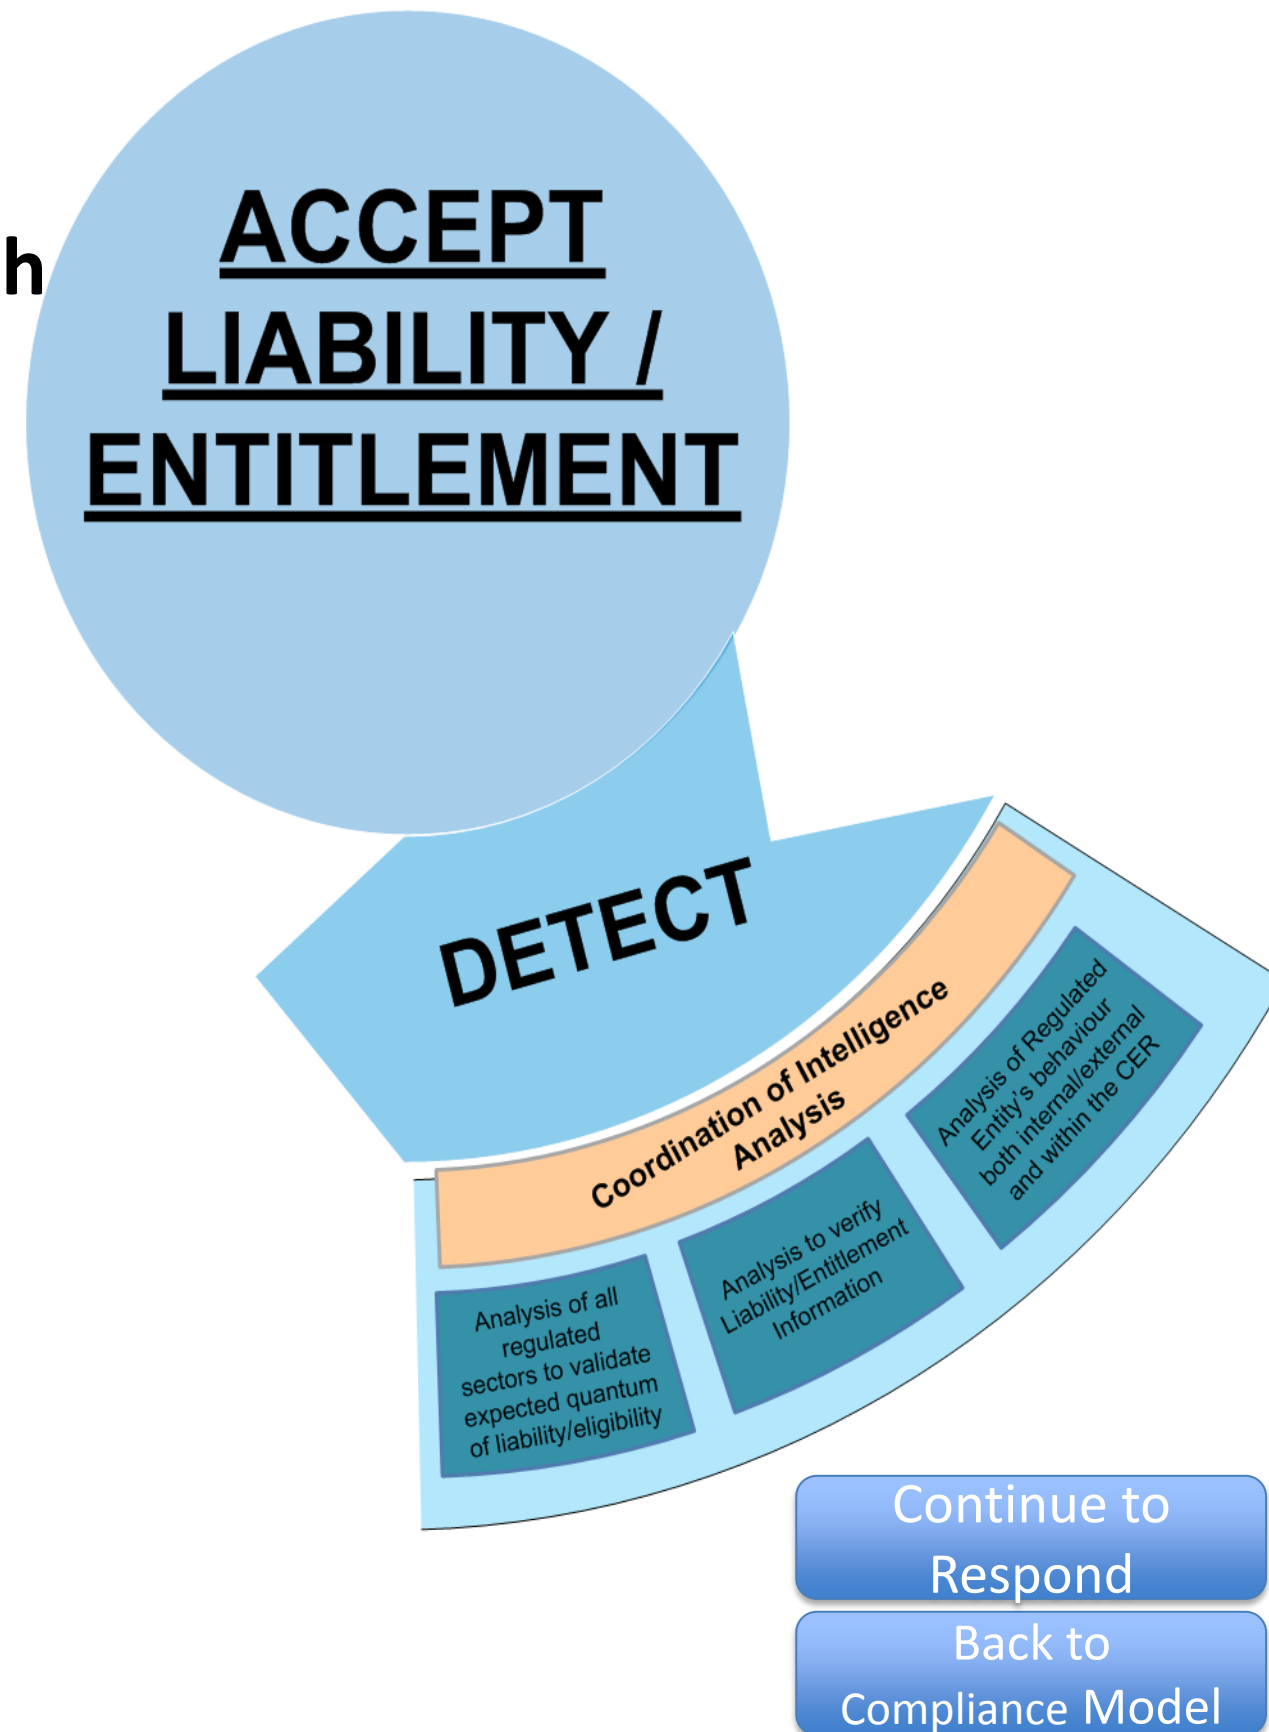 h
ACCEPT
LIABILITY /
ENTITLEMENT
DETECT
Coordination of Intelligence
Analysis
Analysis of all
regulated
sectors to validate
expected quantum
of liability/eligibility
Analysis to verify
Liability/Entitlement
Information
Analysis of Regulated
Entity's behaviour
both internal/external
and within the CER
Continue to
Respond
Back to
Compliance Model